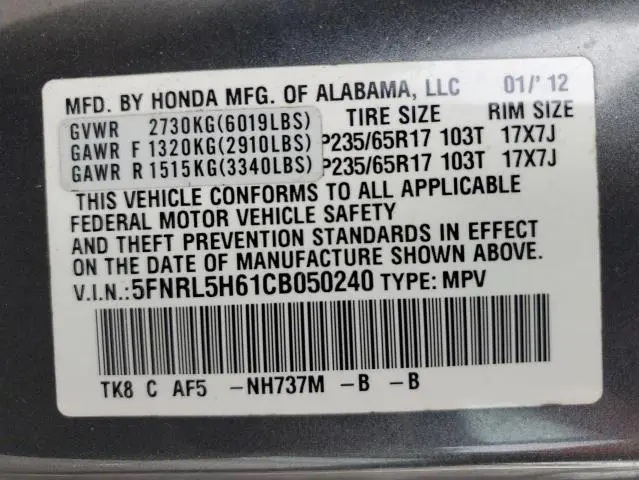 MFD. BY HONDA MFG. OF ALABAMA, LLC 01/'12
TIRE SIZE RIM SIZE
GVWR 2730KG(6019LBS)
GAWR F 1320KG(2910LBS) P235/65R17 103T 17X7J
GAWR R 1515KG(3340LBS) P235/65R17 103T 17X7J
THIS VEHICLE CONFORMS TO ALL APPLICABLE
FEDERAL MOTOR VEHICLE SAFETY
AND THEFT PREVENTION STANDARDS IN EFFECT
ON THE DATE OF MANUFACTURE SHOWN ABOVE.
V.I.N.:5FNRL5H61CB050240 TYPE: MPV
TK8 C AF5 -NH737M -B -B